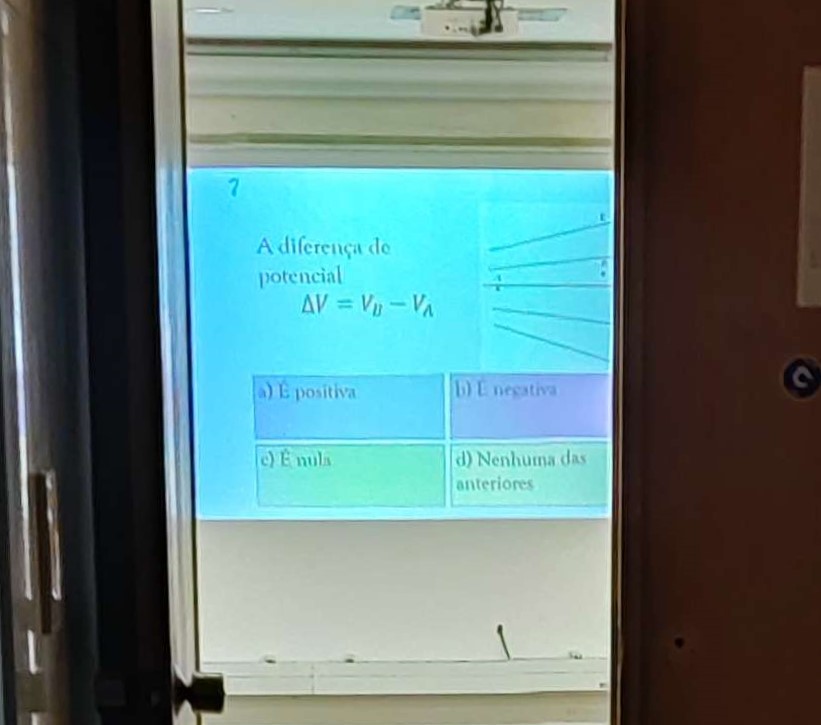 7
A diferença de
potencial
ΔV = V_B − V_A
a) É positiva
b) É negativa
c) É nula
d) Nenhuma das
anteriores